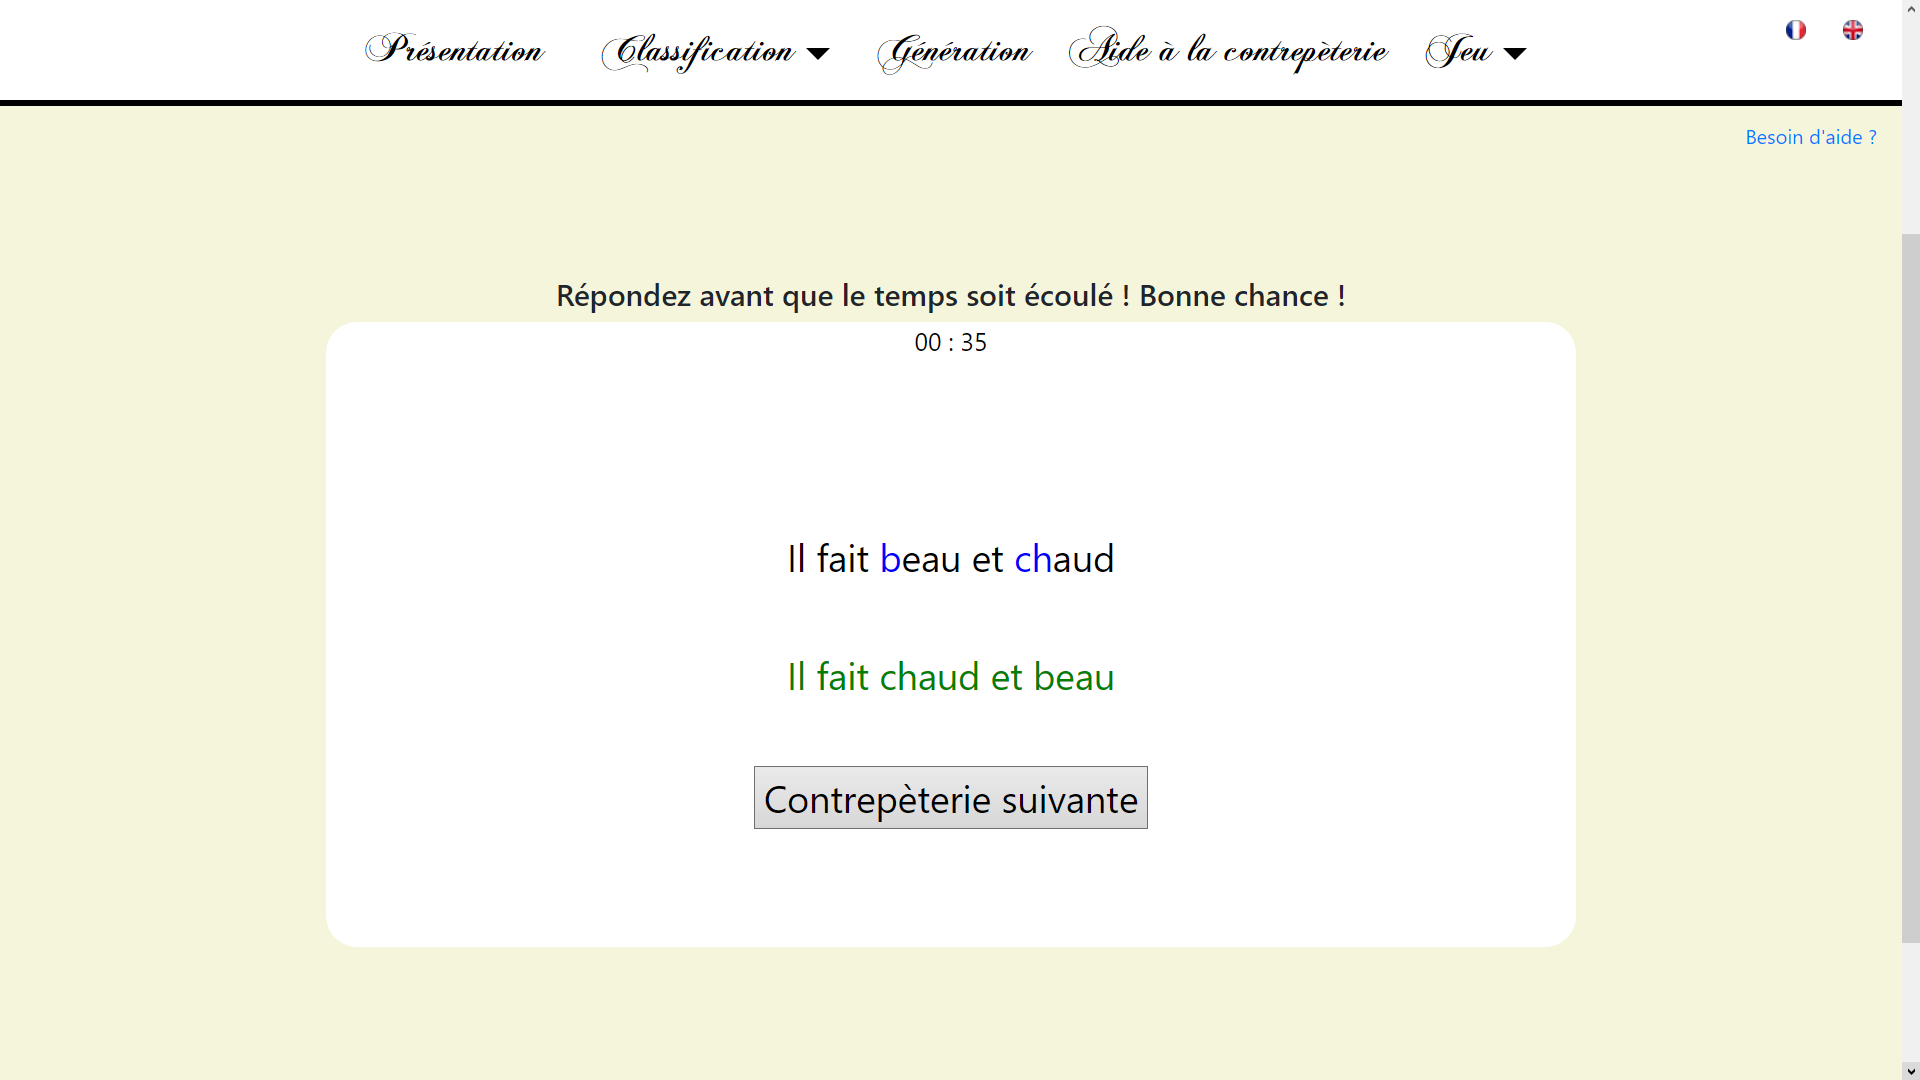 Présentation Classification Génération Aide à la contrepèterie Jeu
Besoin d'aide ?
Répondez avant que le temps soit écoulé ! Bonne chance !
00 : 35
Il fait beau et chaud
Il fait chaud et beau
Contrepèterie suivante